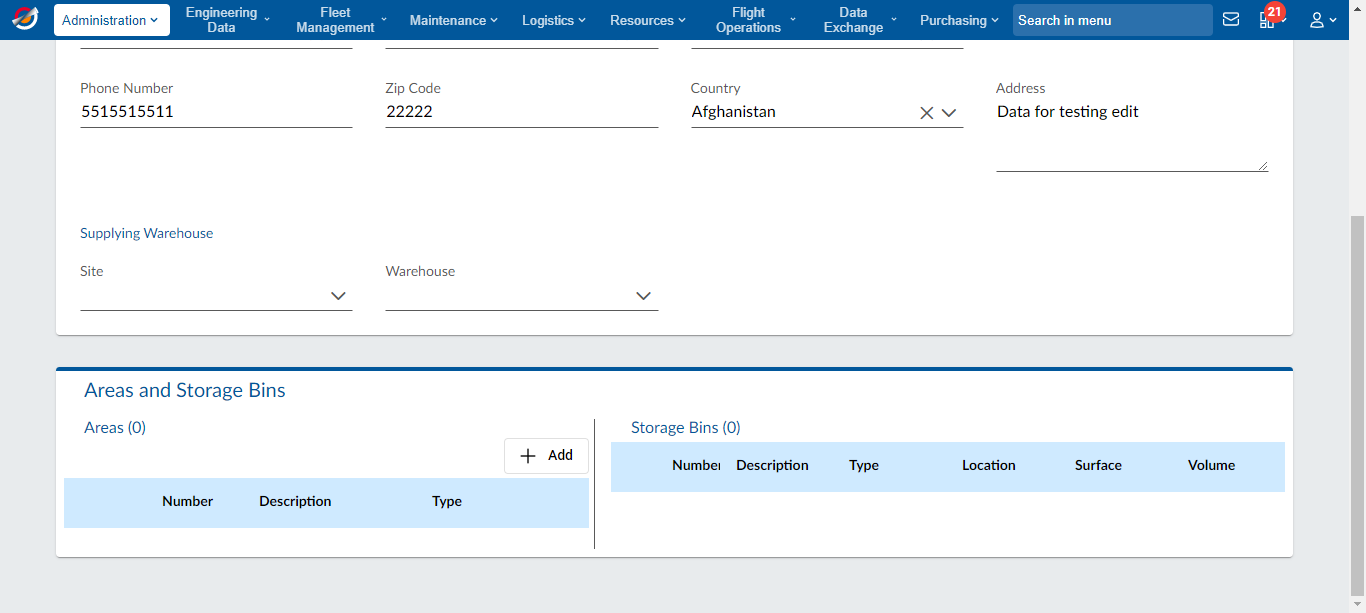 Administration
Engineering Data
Fleet Management
Maintenance
Logistics
Resources
Flight Operations
Data Exchange
Purchasing
Search in menu
21
Phone Number
5515515511
Zip Code
22222
Country
Afghanistan
Address
Data for testing edit
Supplying Warehouse
Site
Warehouse
Areas and Storage Bins
Areas (0)
Add
Number Description Type
Storage Bins (0)
Number Description Type Location Surface Volume